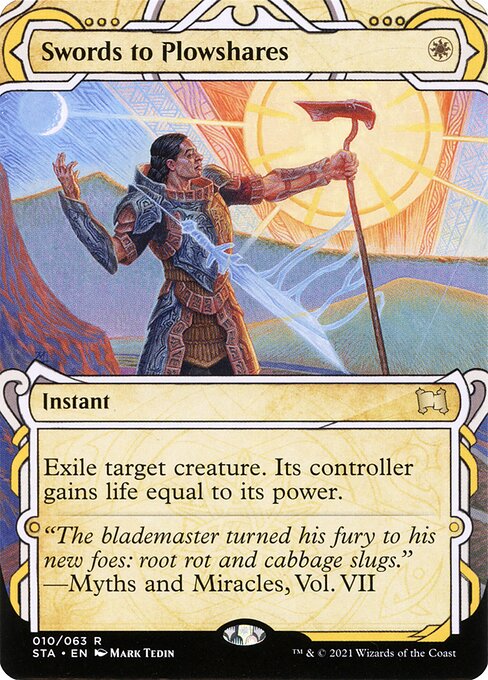 Swords to Plowshares
Instant
Exile target creature. Its controller
gains life equal to its power.
“The blademaster turned his fury to his
new foes: root rot and cabbage slugs.”
—Myths and Miracles, Vol. VII
010/063 R
STA • EN MARK TEDIN
™ & © 2021 Wizards of the Coast